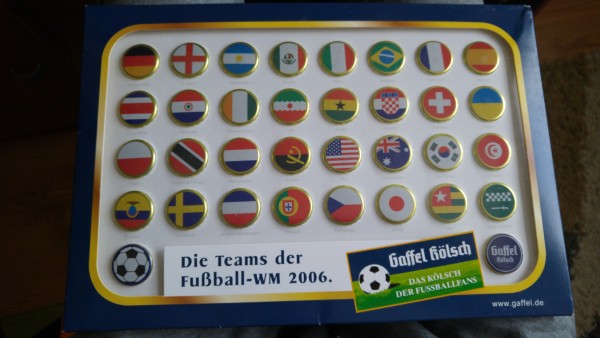 Die Teams der
Fußball-WM 2006.
Gaffel Kölsch
DAS KÖLSCH
DER FUSSBALLFANS
Gaffel
Kölsch
www.gaffel.de